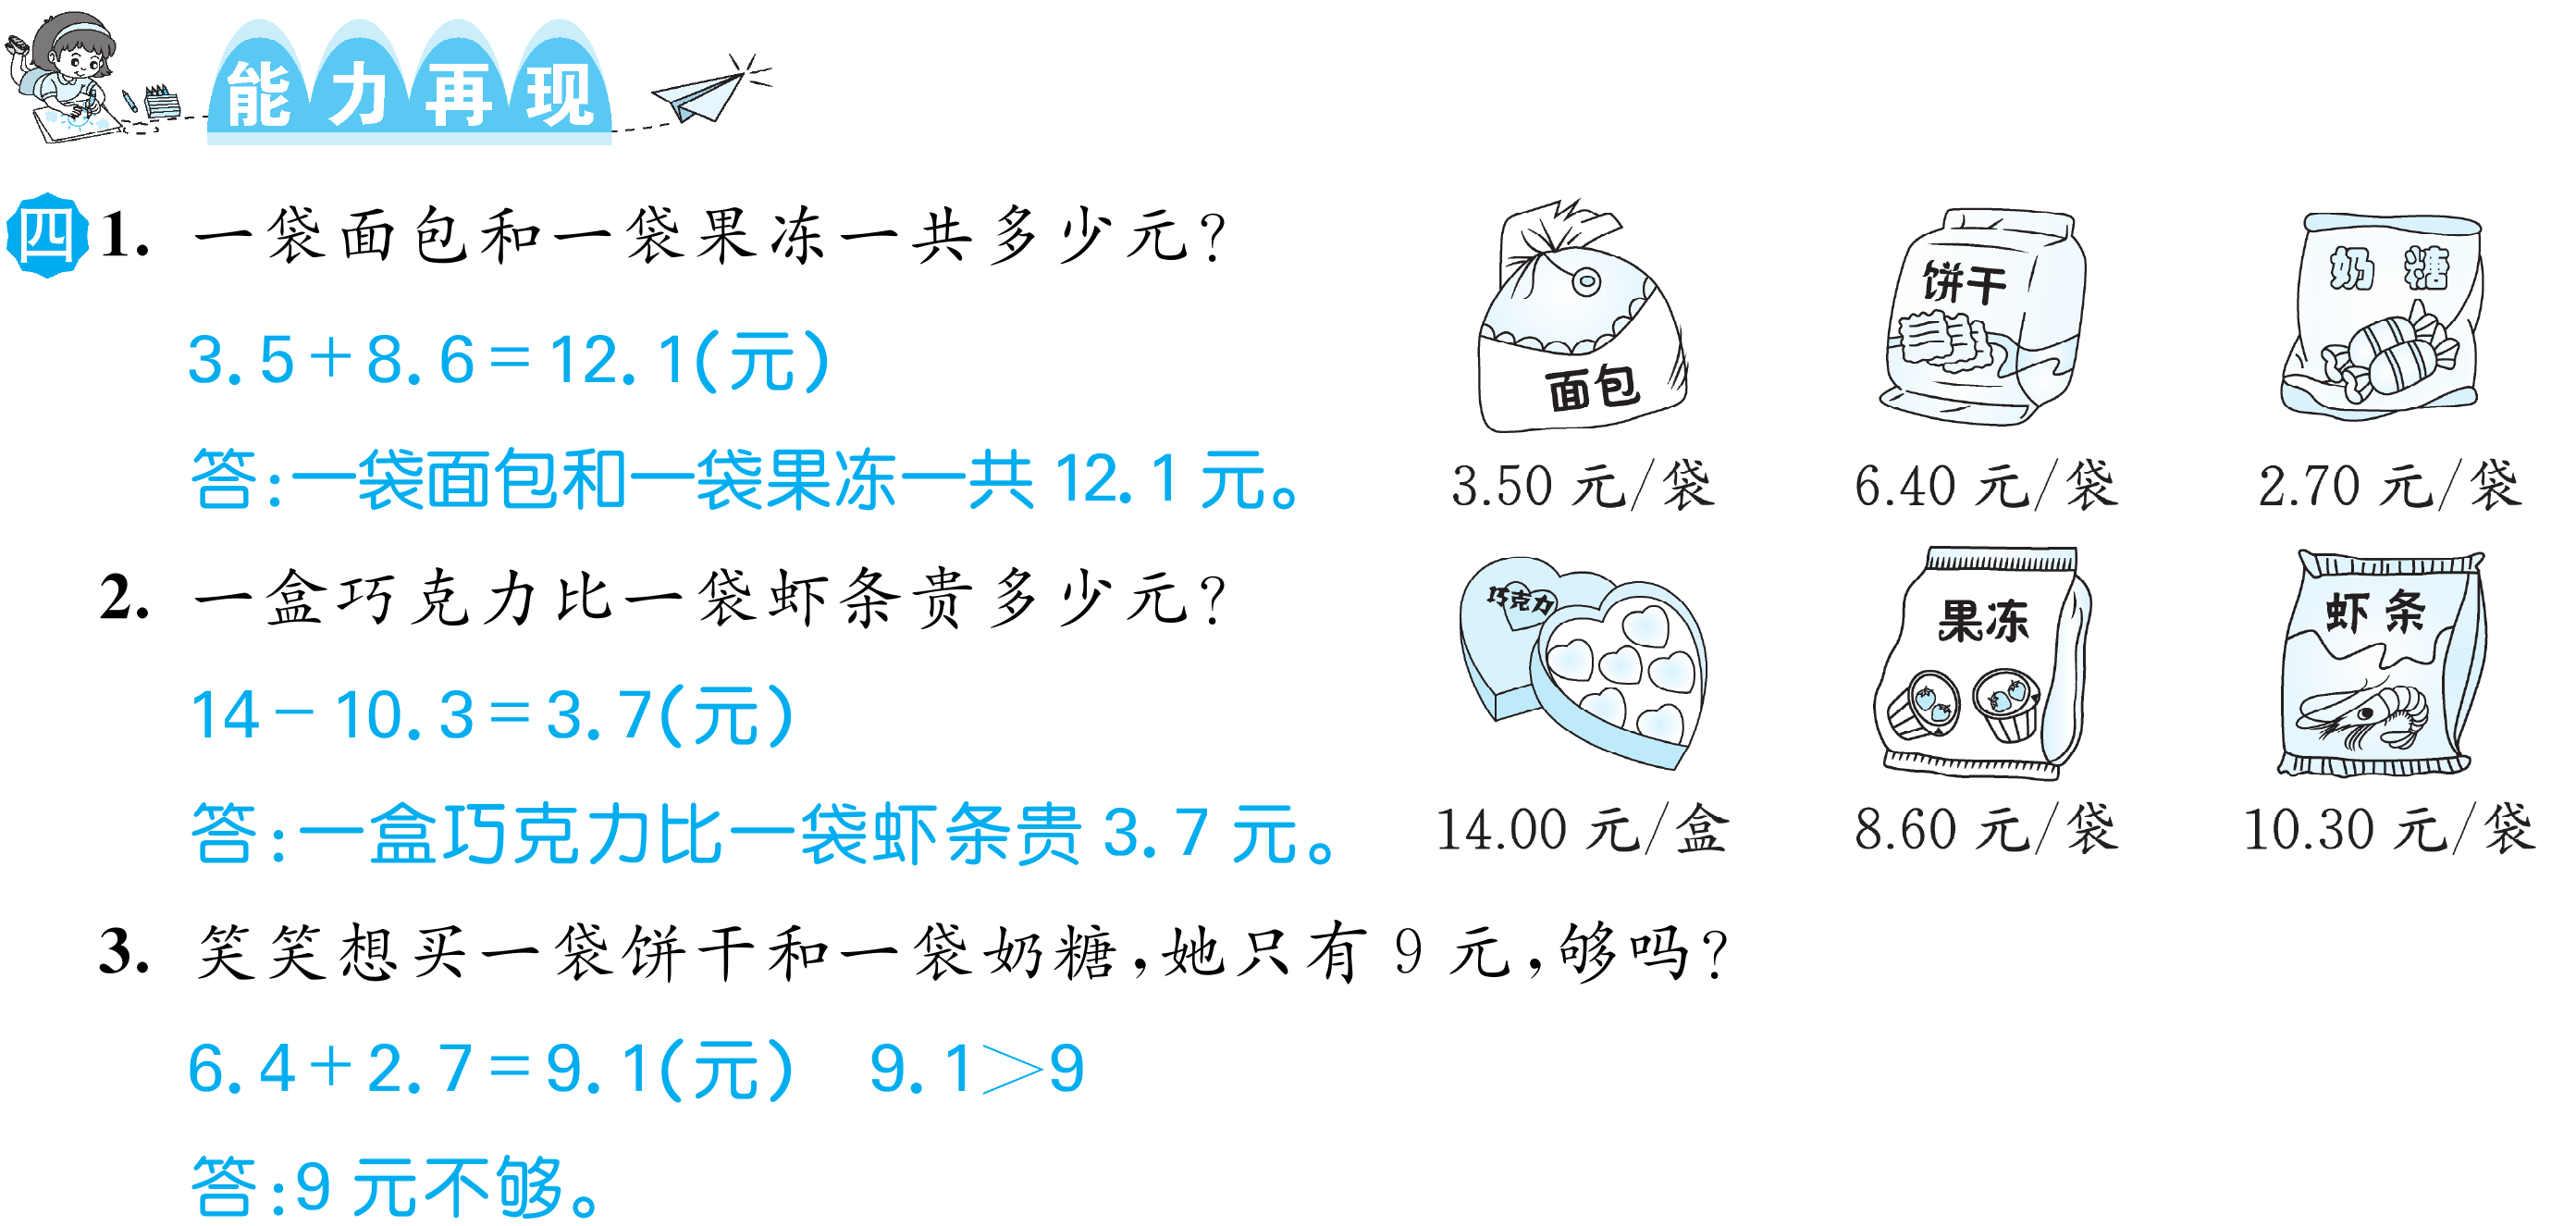 能力再现
四 1. 一袋面包和一袋果冻一共多少元?
3.5+8.6=12.1(元)
答:一袋面包和一袋果冻一共 12.1 元。
面包
饼干
奶糖
3.50 元/袋
6.40 元/袋
2.70 元/袋
2. 一盒巧克力比一袋虾条贵多少元?
14-10.3=3.7(元)
答:一盒巧克力比一袋虾条贵 3.7 元。
巧克力
果冻
虾条
14.00 元/盒
8.60 元/袋
10.30 元/袋
3. 笑笑想买一袋饼干和一袋奶糖,她只有 9 元,够吗?
6.4+2.7=9.1(元) 9.1>9
答:9 元不够。